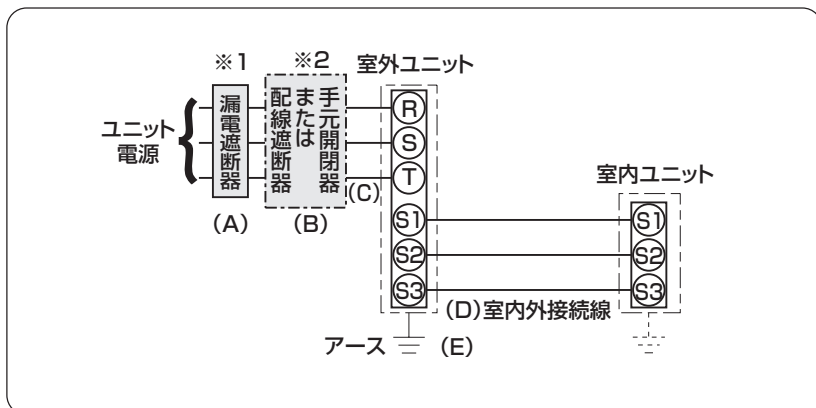 ※1
※2
室外ユニット
ユニット
電源
漏電遮断器
手元開閉器
または
配線遮断器
R
S
T
(A)
(B)
(C)
室内ユニット
S1
S2
S3
S1
S2
S3
(D)室内外接続線
アース
(E)